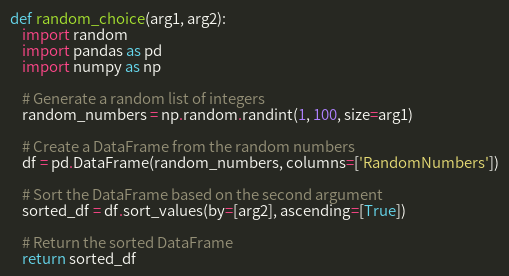 def random_choice(arg1, arg2):
    import random
    import pandas as pd
    import numpy as np

    # Generate a random list of integers
    random_numbers = np.random.randint(1, 100, size=arg1)

    # Create a DataFrame from the random numbers
    df = pd.DataFrame(random_numbers, columns=['RandomNumbers'])

    # Sort the DataFrame based on the second argument
    sorted_df = df.sort_values(by=[arg2], ascending=[True])

    # Return the sorted DataFrame
    return sorted_df